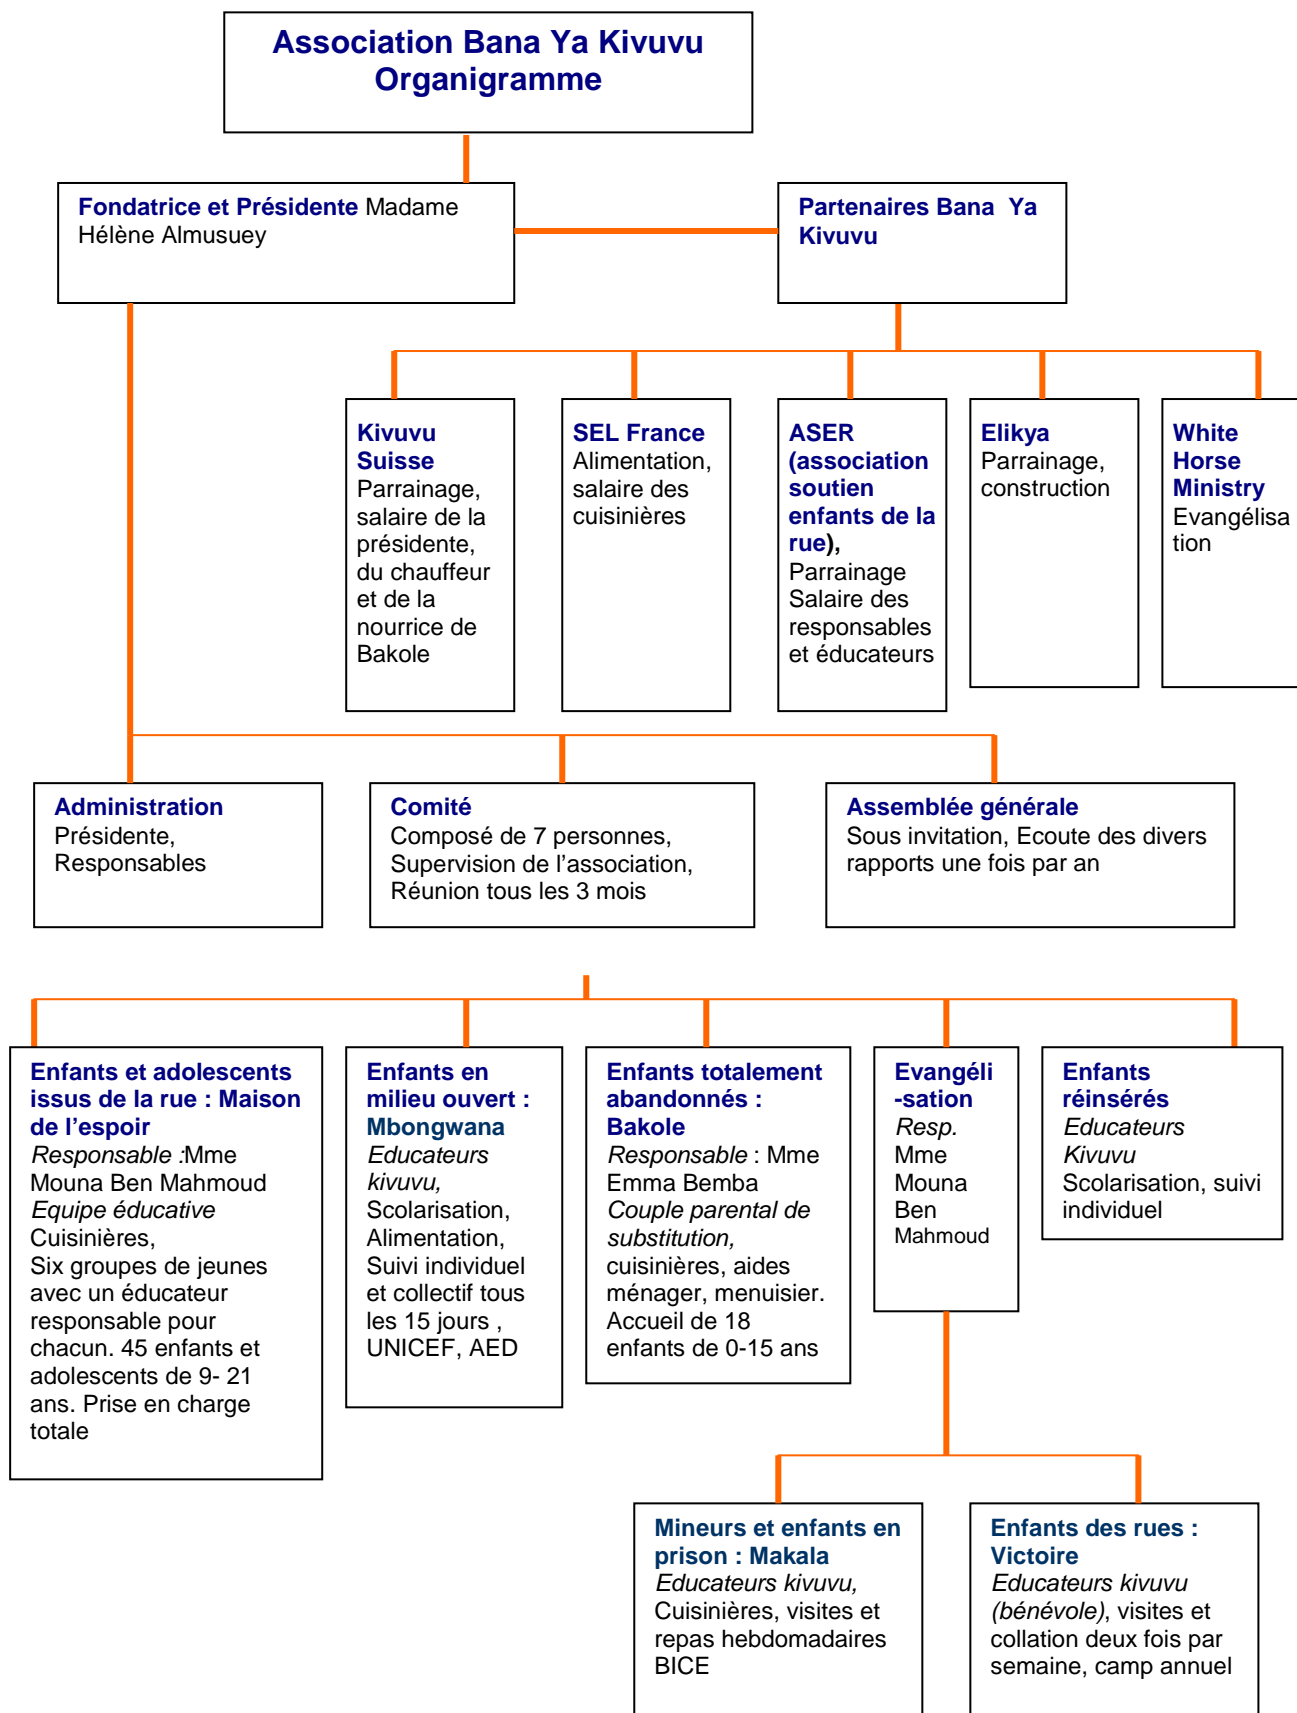 Association Bana Ya Kivuvu
Organigramme
Fondatrice et Présidente Madame
Hélène Almusuey
Partenaires Bana Ya
Kivuvu
Kivuvu
Suisse
Parrainage,
salaire de la
présidente,
du chauffeur
et de la
nourrice de
Bakole
SEL France
Alimentation,
salaire des
cuisinières
ASER
(association
soutien
enfants de la
rue),
Parrainage
Salaire des
responsables
et éducateurs
Elikya
Parrainage,
construction
White
Horse
Ministry
Evangélisa
tion
Administration
Présidente,
Responsables
Comité
Composé de 7 personnes,
Supervision de l'association,
Réunion tous les 3 mois
Assemblée générale
Sous invitation, Ecoute des divers
rapports une fois par an
Enfants et adolescents
issus de la rue : Maison
de l'espoir
Responsable :Mme
Mouna Ben Mahmoud
Equipe éducative
Cuisinières,
Six groupes de jeunes
avec un éducateur
responsable pour
chacun. 45 enfants et
adolescents de 9- 21
ans. Prise en charge
totale
Enfants en
milieu ouvert :
Mbongwana
Educateurs
kivuvu,
Scolarisation,
Alimentation,
Suivi individuel
et collectif tous
les 15 jours ,
UNICEF, AED
Enfants totalement
abandonnés :
Bakole
Responsable : Mme
Emma Bemba
Couple parental de
substitution,
cuisinières, aides
ménager, menuisier.
Accueil de 18
enfants de 0-15 ans
Evangéli
-sation
Resp.
Mme
Mouna
Ben
Mahmoud
Enfants
réinsérés
Educateurs
Kivuvu
Scolarisation, suivi
individuel
Mineurs et enfants en
prison : Makala
Educateurs kivuvu,
Cuisinières, visites et
repas hebdomadaires
BICE
Enfants des rues :
Victoire
Educateurs kivuvu
(bénévole), visites et
collation deux fois par
semaine, camp annuel